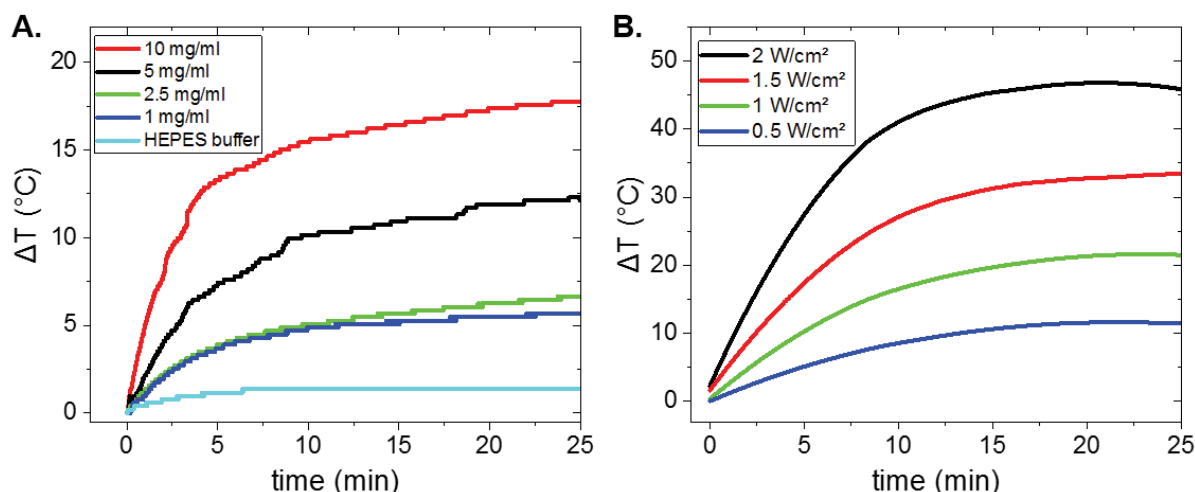 A.
20
15
10
5
0
ΔT (°C)
10 mg/ml
5 mg/ml
2.5 mg/ml
1 mg/ml
HEPES buffer
0 5 10 15 20 25
time (min)
B.
50
40
30
20
10
0
ΔT (°C)
2 W/cm²
1.5 W/cm²
1 W/cm²
0.5 W/cm²
0 5 10 15 20 25
time (min)